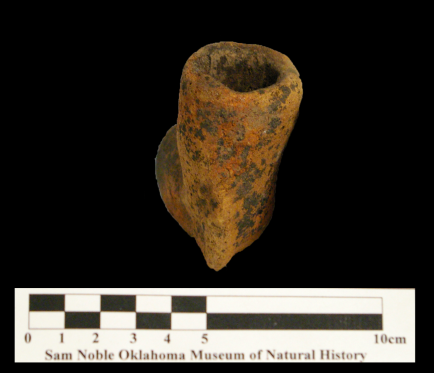 0 1 2 3 4 5 10cm
Sam Noble Oklahoma Museum of Natural History